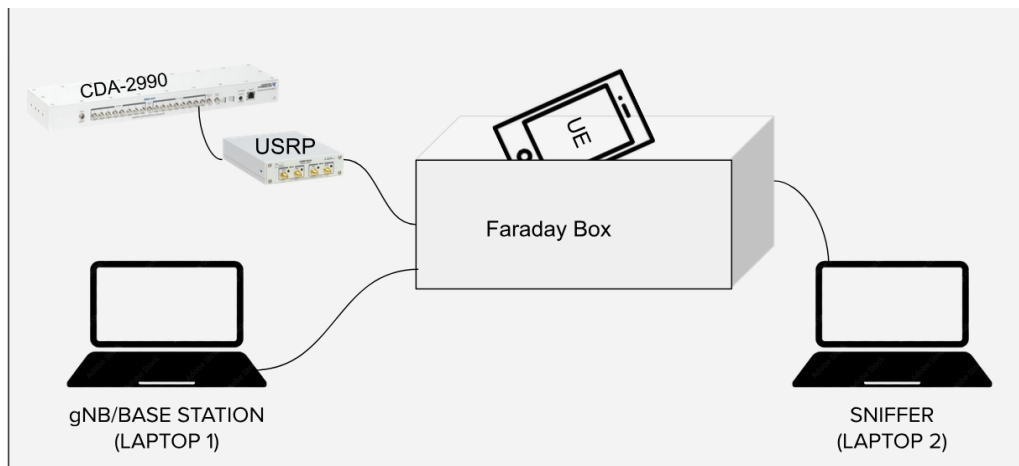 CDA-2990
USRP
UE
Faraday Box
gNB/BASE STATION
(LAPTOP 1)
SNIFFER
(LAPTOP 2)